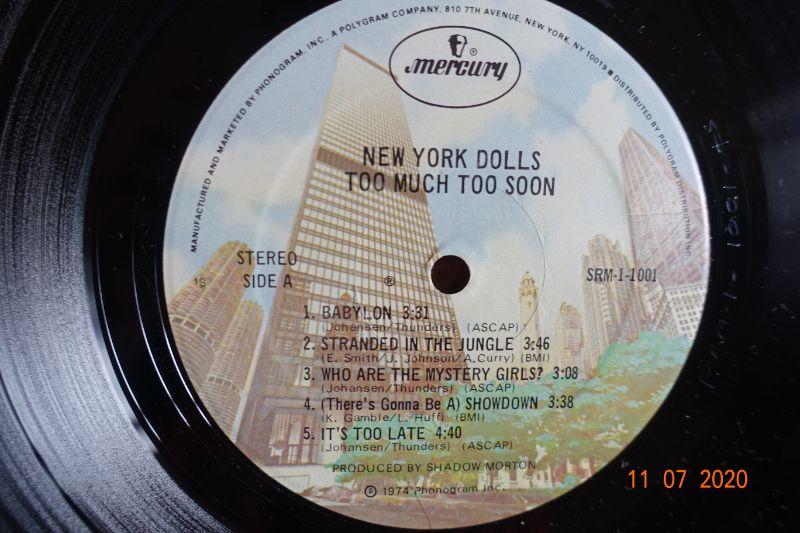 MANUFACTURED AND MARKETED BY PHONOGRAM, INC., A POLYGRAM COMPANY, 810 7TH AVENUE, NEW YORK, NY 10019 ■ DISTRIBUTED BY POLYGRAM DISTRIBUTION INC.
mercury ®
NEW YORK DOLLS
TOO MUCH TOO SOON
STEREO
SIDE A
1S
℗
SRM-1-1001
1. BABYLON 3:31
(Johansen/Thunders) (ASCAP)
2. STRANDED IN THE JUNGLE 3:46
(E. Smith/J. Johnson/A.Curry) (BMI)
3. WHO ARE THE MYSTERY GIRLS? 3:08
(Johansen/Thunders) (ASCAP)
4. (There's Gonna Be A) SHOWDOWN 3:38
(K. Gamble/L. Huff) (BMI)
5. IT'S TOO LATE 4:40
(Johansen/Thunders) (ASCAP)
PRODUCED BY SHADOW MORTON
℗ 1974 Phonogram Inc.
11 07 2020